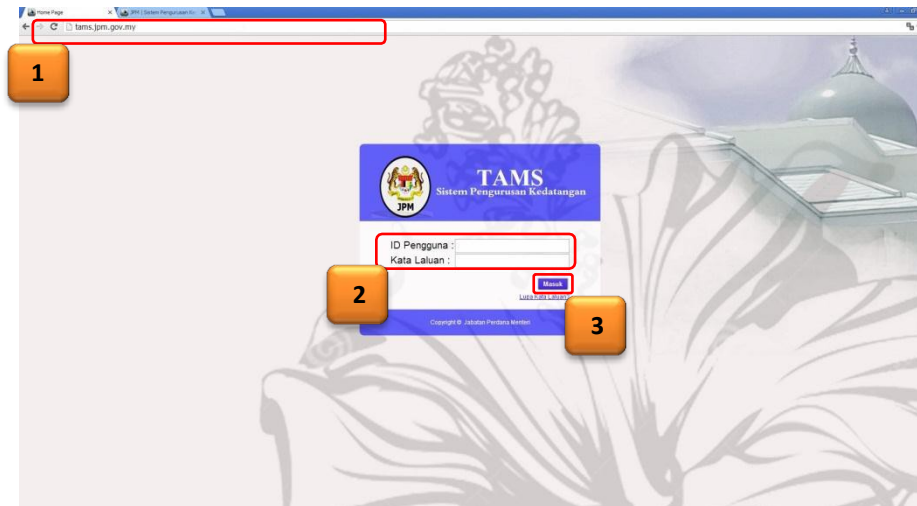 Home Page
JPM | Sistem Pengurusan
tams.jpm.gov.my
1
TAMS
Sistem Pengurusan Kedatangan
JPM
ID Pengguna :
Kata Laluan :
2
Masuk
Lupa Kata Laluan
3
Copyright © Jabatan Perdana Menteri